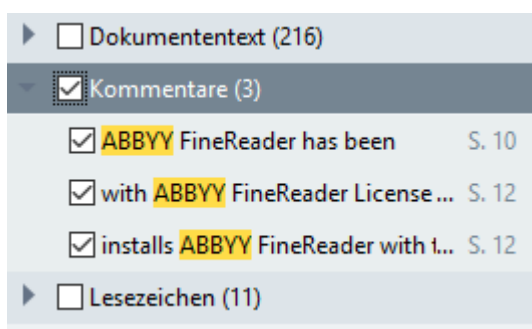 Dokumententext (216)
Kommentare (3)
ABBYY FineReader has been S. 10
with ABBYY FineReader License ... S. 12
installs ABBYY FineReader with t... S. 12
Lesezeichen (11)